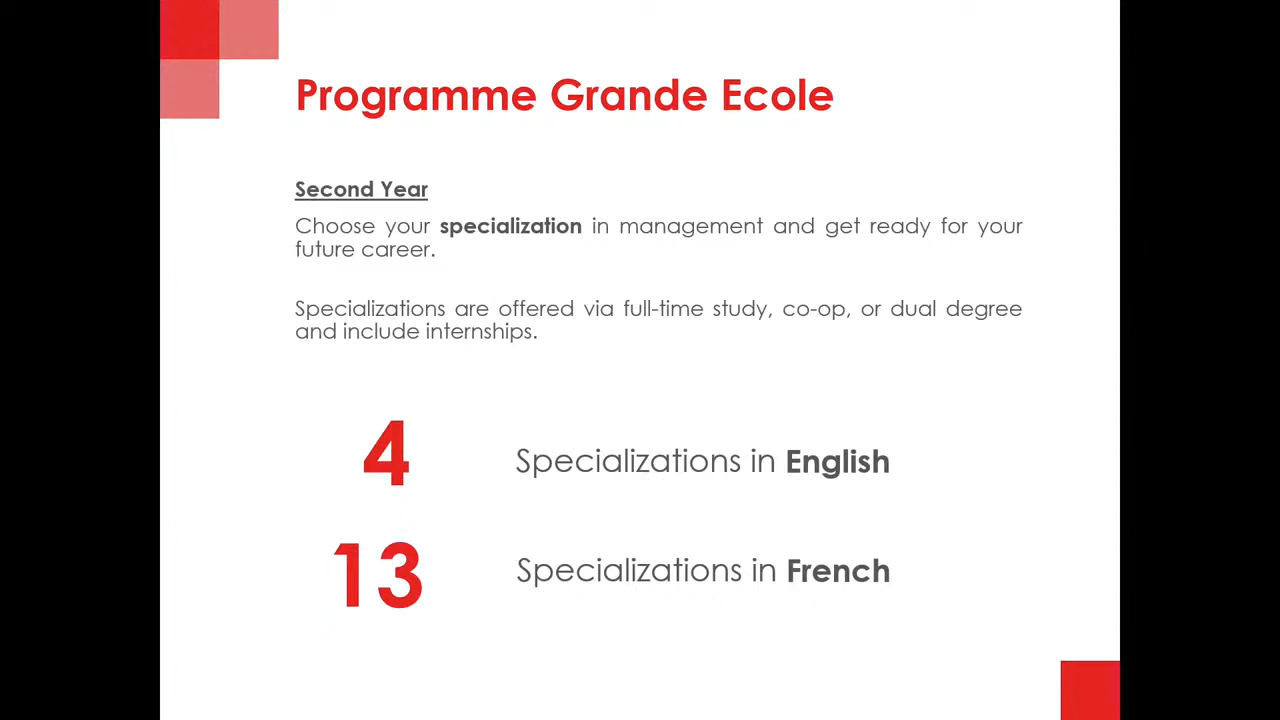 Programme Grande Ecole
Second Year
Choose your specialization in management and get ready for your
future career.
Specializations are offered via full-time study, co-op, or dual degree
and include internships.
4 Specializations in English
13 Specializations in French